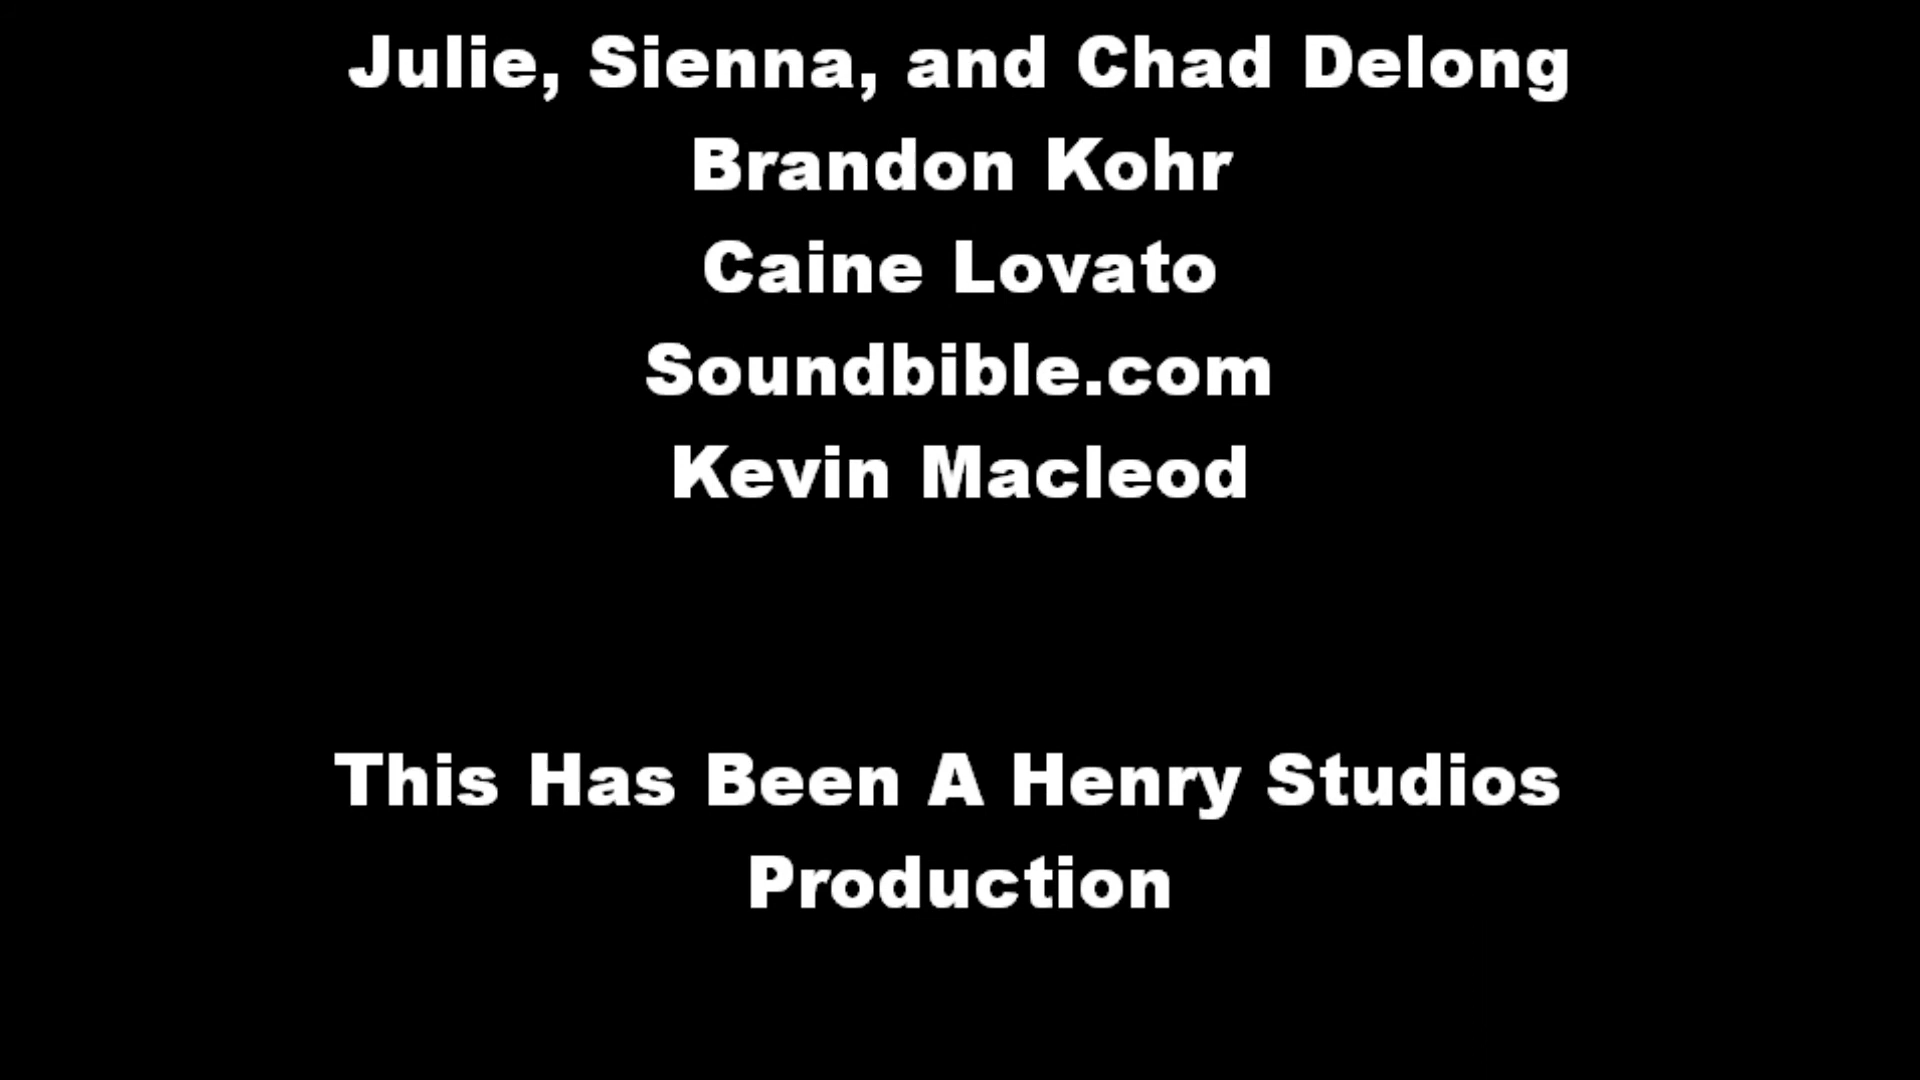 Julie, Sienna, and Chad Delong
Brandon Kohr
Caine Lovato
Soundbible.com
Kevin Macleod
This Has Been A Henry Studios
Production